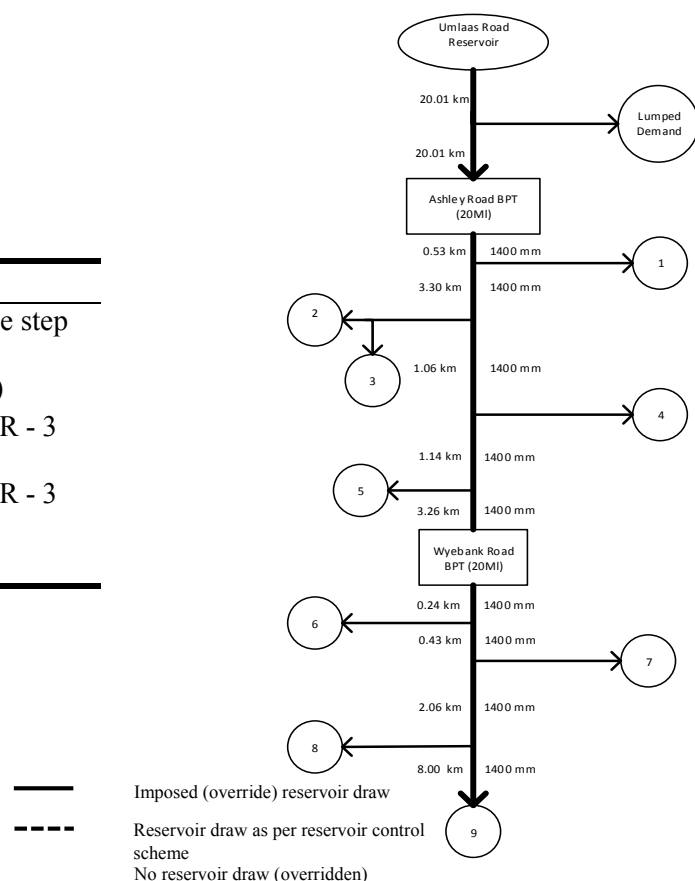 Umlaas Road
Reservoir
20.01 km
Lumped
Demand
20.01 km
Ashley Road BPT
(20Ml)
0.53 km 1400 mm
1
3.30 km 1400 mm
2
3
1.06 km 1400 mm
4
1.14 km 1400 mm
5
3.26 km 1400 mm
Wyebank Road
BPT (20Ml)
0.24 km 1400 mm
6
0.43 km 1400 mm
7
2.06 km 1400 mm
8
8.00 km 1400 mm
9
e step
)
R - 3
R - 3
Imposed (override) reservoir draw
Reservoir draw as per reservoir control
scheme
No reservoir draw (overridden)